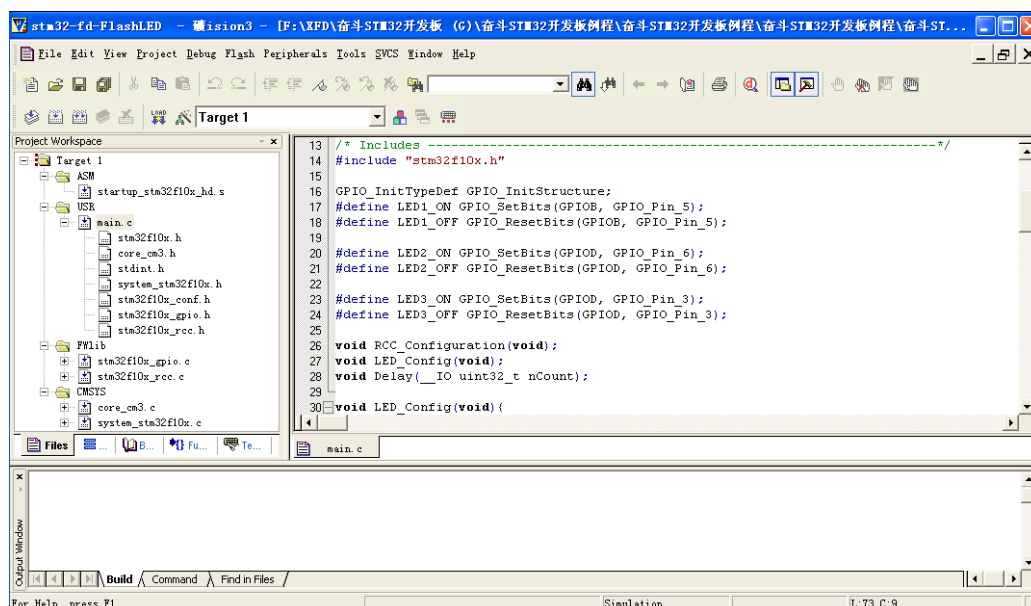 stm32-fd-FlashLED - 礦ision3 - [F:\XFD\奋斗STM32开发板 (G)\奋斗STM32开发板例程\奋斗STM32开发板例程\奋斗STM32开发板例程\奋斗ST...
File Edit View Project Debug Flash Peripherals Tools SVCS Window Help
LOAD Target 1
Project Workspace
Target 1
ASM
startup_stm32f10x_hd.s
USR
main.c
stm32f10x.h
core_cm3.h
stdint.h
system_stm32f10x.h
stm32f10x_conf.h
stm32f10x_gpio.h
stm32f10x_rcc.h
FWlib
stm32f10x_gpio.c
stm32f10x_rcc.c
CMSYS
core_cm3.c
system_stm32f10x.c
Files ... B... Fu... Te...
13 /* Includes ------------------------------------------------------------------*/
14 #include "stm32f10x.h"
15
16 GPIO_InitTypeDef GPIO_InitStructure;
17 #define LED1_ON GPIO_SetBits(GPIOB, GPIO_Pin_5);
18 #define LED1_OFF GPIO_ResetBits(GPIOB, GPIO_Pin_5);
19
20 #define LED2_ON GPIO_SetBits(GPIOD, GPIO_Pin_6);
21 #define LED2_OFF GPIO_ResetBits(GPIOD, GPIO_Pin_6);
22
23 #define LED3_ON GPIO_SetBits(GPIOD, GPIO_Pin_3);
24 #define LED3_OFF GPIO_ResetBits(GPIOD, GPIO_Pin_3);
25
26 void RCC_Configuration(void);
27 void LED_Config(void);
28 void Delay(__IO uint32_t nCount);
29
30 void LED_Config(void){
main.c
Output Window
Build Command Find in Files
For Help, press F1
Simulation
L:73 C:9